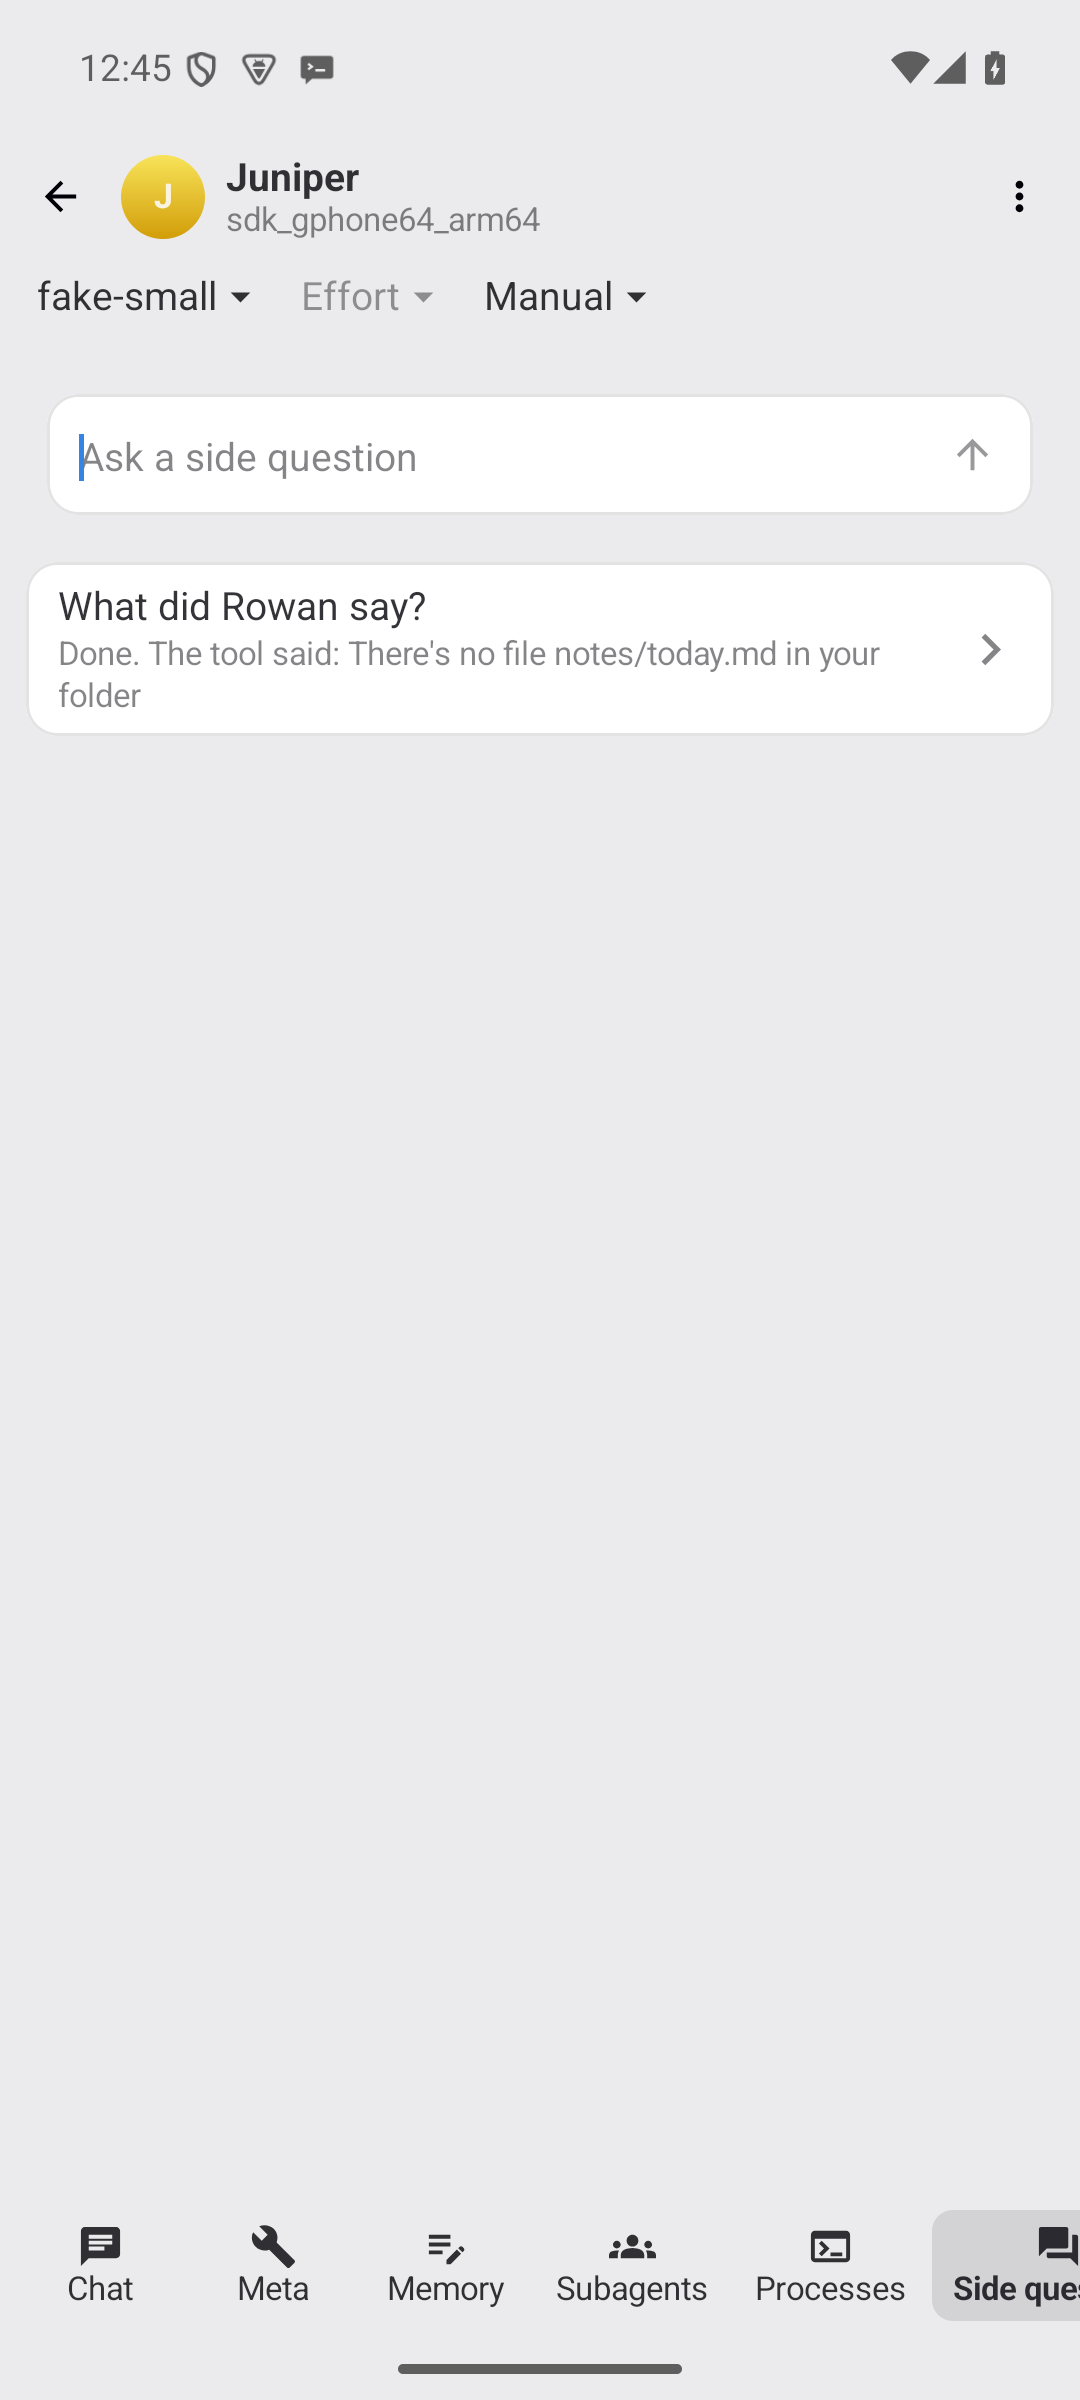 12:45
J
Juniper
sdk_gphone64_arm64
fake-small
Effort
Manual
Ask a side question
What did Rowan say?
Done. The tool said: There's no file notes/today.md in your
folder
Chat
Meta
Memory
Subagents
Processes
Side